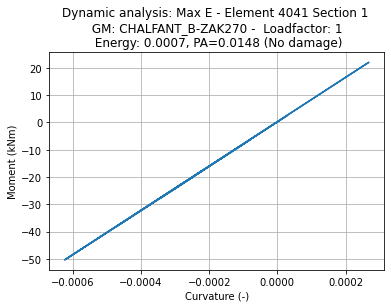 Dynamic analysis: Max E - Element 4041 Section 1
GM: CHALFANT_B-ZAK270 - Loadfactor: 1
Energy: 0.0007, PA=0.0148 (No damage)
Moment (kNm)
20
10
0
−10
−20
−30
−40
−50
−0.0006 −0.0004 −0.0002 0.0000 0.0002
Curvature (-)